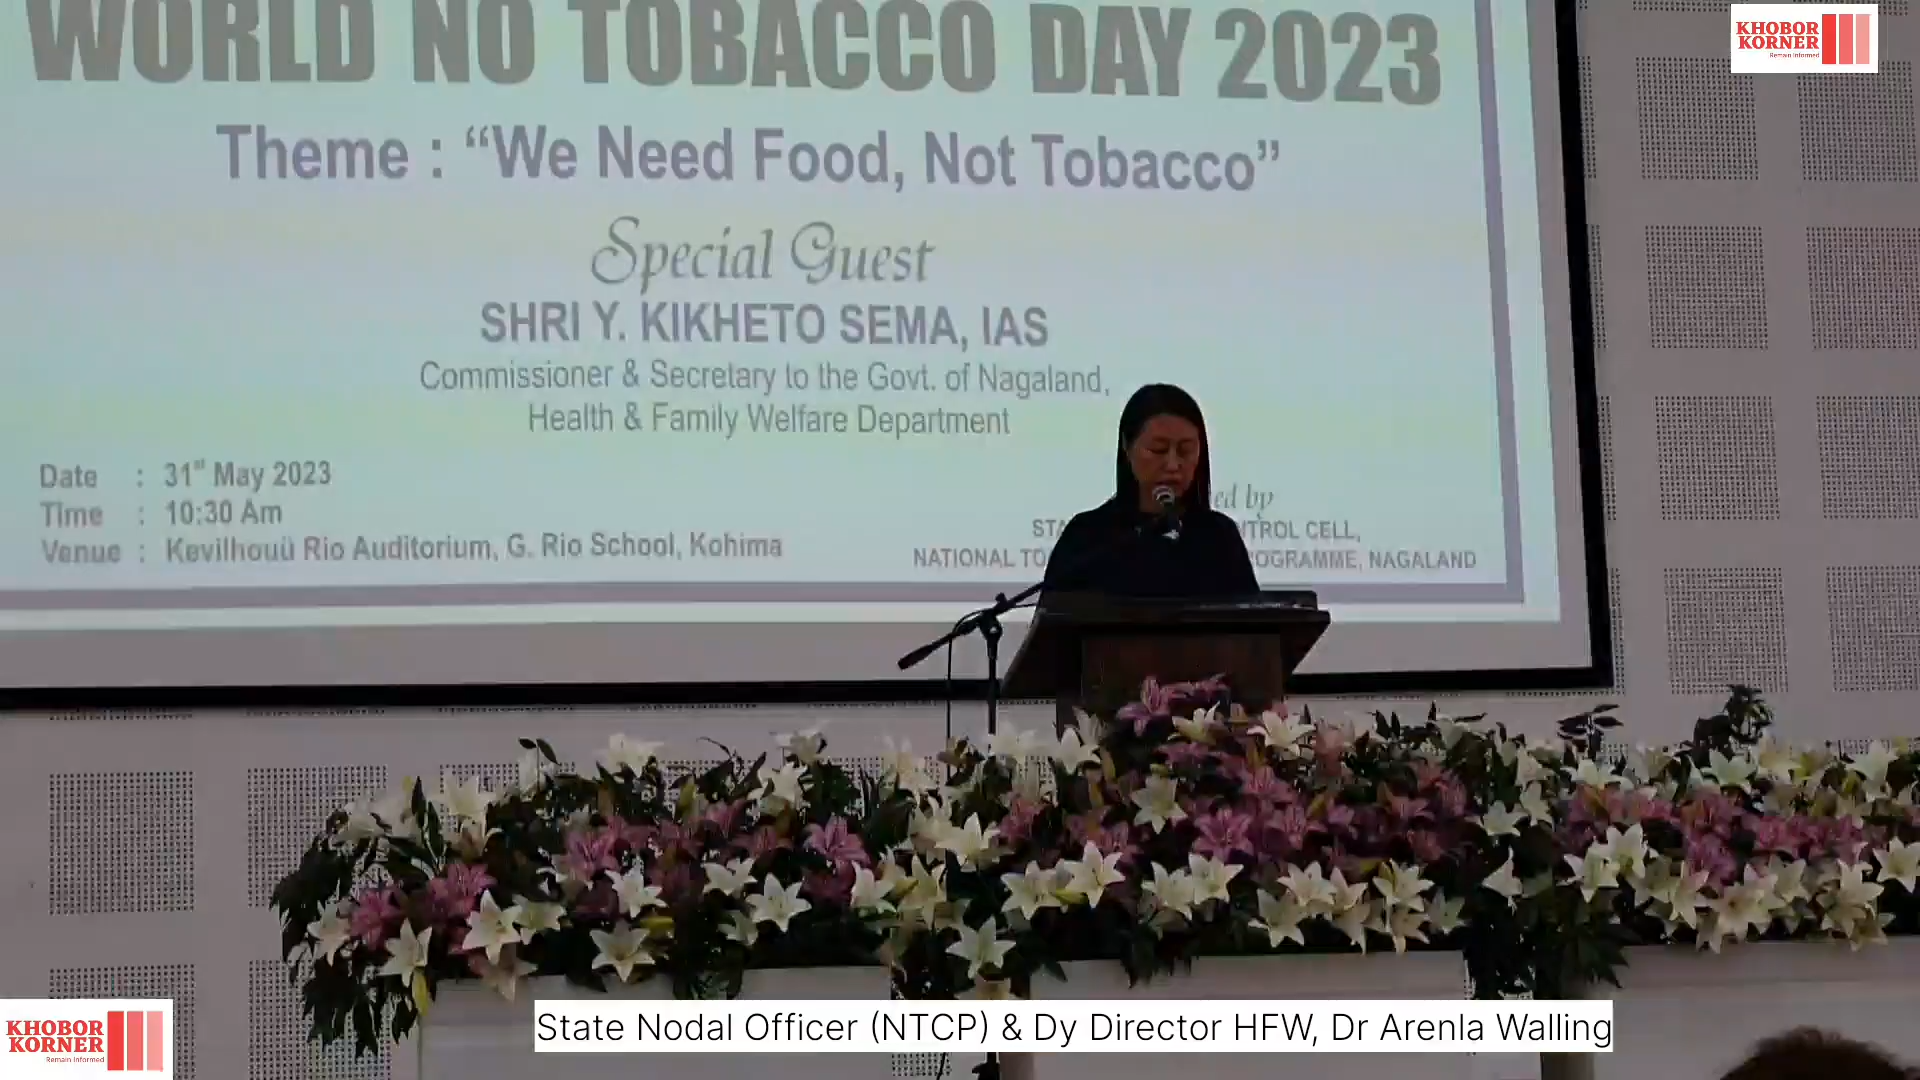 WORLD NO TOBACCO DAY 2023
Theme : “We Need Food, Not Tobacco”
Special Guest
SHRI Y. KIKHETO SEMA, IAS
Commissioner & Secretary to the Govt. of Nagaland,
Health & Family Welfare Department
Date : 31st May 2023
Time : 10:30 Am
Venue : Kevilhouü Rio Auditorium, G. Rio School, Kohima
by
CELL,
NATIONAL NAGALAND
KHOBOR
KORNER
Remain Informed
KHOBOR
KORNER
Remain Informed
State Nodal Officer (NTCP) & Dy Director HFW, Dr Arenla Walling